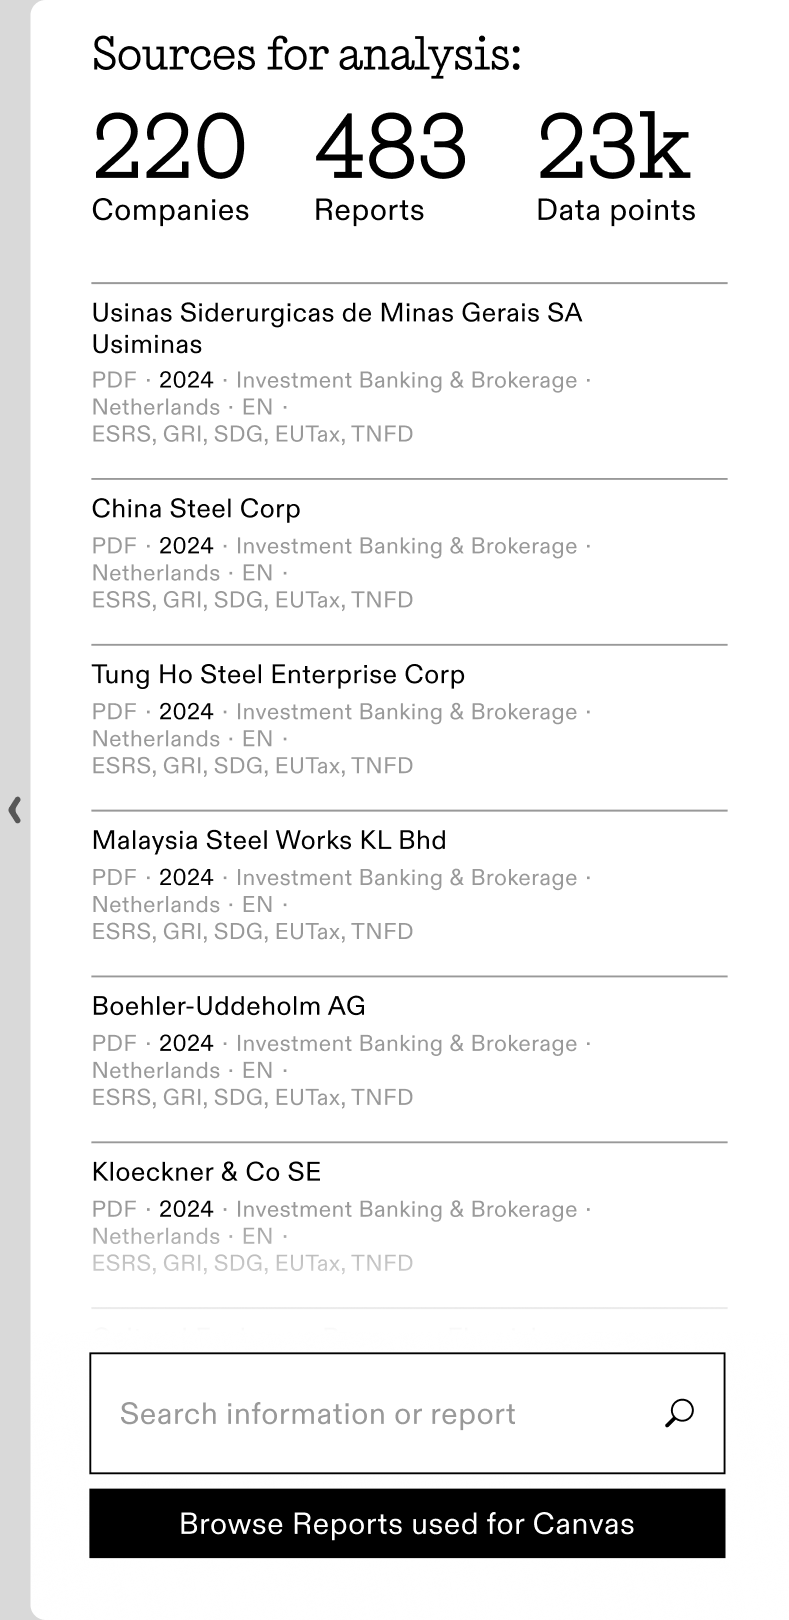 Sources for analysis:
220 483 23k
Companies Reports Data points
Usinas Siderurgicas de Minas Gerais SA
Usiminas
PDF · 2024 · Investment Banking & Brokerage ·
Netherlands · EN ·
ESRS, GRI, SDG, EUTax, TNFD
China Steel Corp
PDF · 2024 · Investment Banking & Brokerage ·
Netherlands · EN ·
ESRS, GRI, SDG, EUTax, TNFD
Tung Ho Steel Enterprise Corp
PDF · 2024 · Investment Banking & Brokerage ·
Netherlands · EN ·
ESRS, GRI, SDG, EUTax, TNFD
Malaysia Steel Works KL Bhd
PDF · 2024 · Investment Banking & Brokerage ·
Netherlands · EN ·
ESRS, GRI, SDG, EUTax, TNFD
Boehler-Uddeholm AG
PDF · 2024 · Investment Banking & Brokerage ·
Netherlands · EN ·
ESRS, GRI, SDG, EUTax, TNFD
Kloeckner & Co SE
PDF · 2024 · Investment Banking & Brokerage ·
Netherlands · EN ·
ESRS, GRI, SDG, EUTax, TNFD
Search information or report
Browse Reports used for Canvas